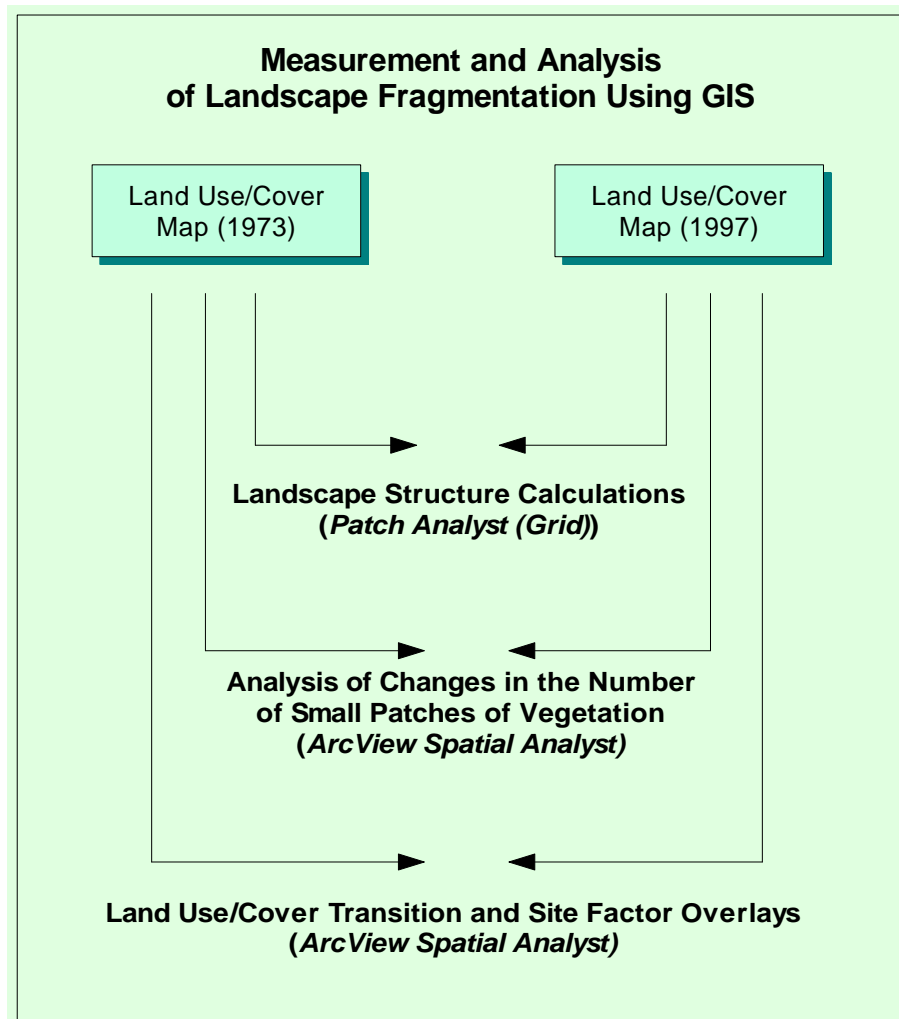 Measurement and Analysis
of Landscape Fragmentation Using GIS
Land Use/Cover
Map (1973)
Land Use/Cover
Map (1997)
Landscape Structure Calculations
(Patch Analyst (Grid))
Analysis of Changes in the Number
of Small Patches of Vegetation
(ArcView Spatial Analyst)
Land Use/Cover Transition and Site Factor Overlays
(ArcView Spatial Analyst)